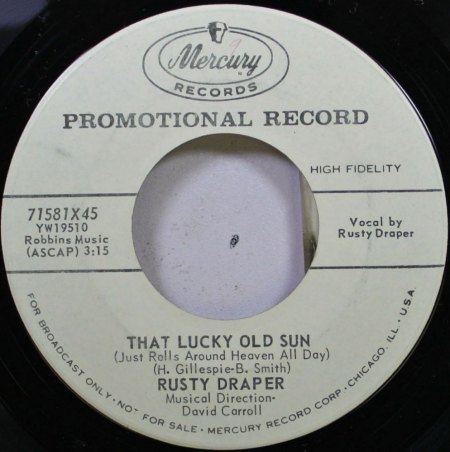 9
Mercury
RECORDS
PROMOTIONAL RECORD
HIGH FIDELITY
71581X45
YW19510
Robbins Music
(ASCAP) 3:15
Vocal by
Rusty Draper
THAT LUCKY OLD SUN
(Just Rolls Around Heaven All Day)
(H. Gillespie-B. Smith)
RUSTY DRAPER
Musical Direction-
David Carroll
FOR BROADCAST ONLY • NOT FOR SALE • MERCURY RECORD CORP. CHICAGO, ILL. U.S.A.